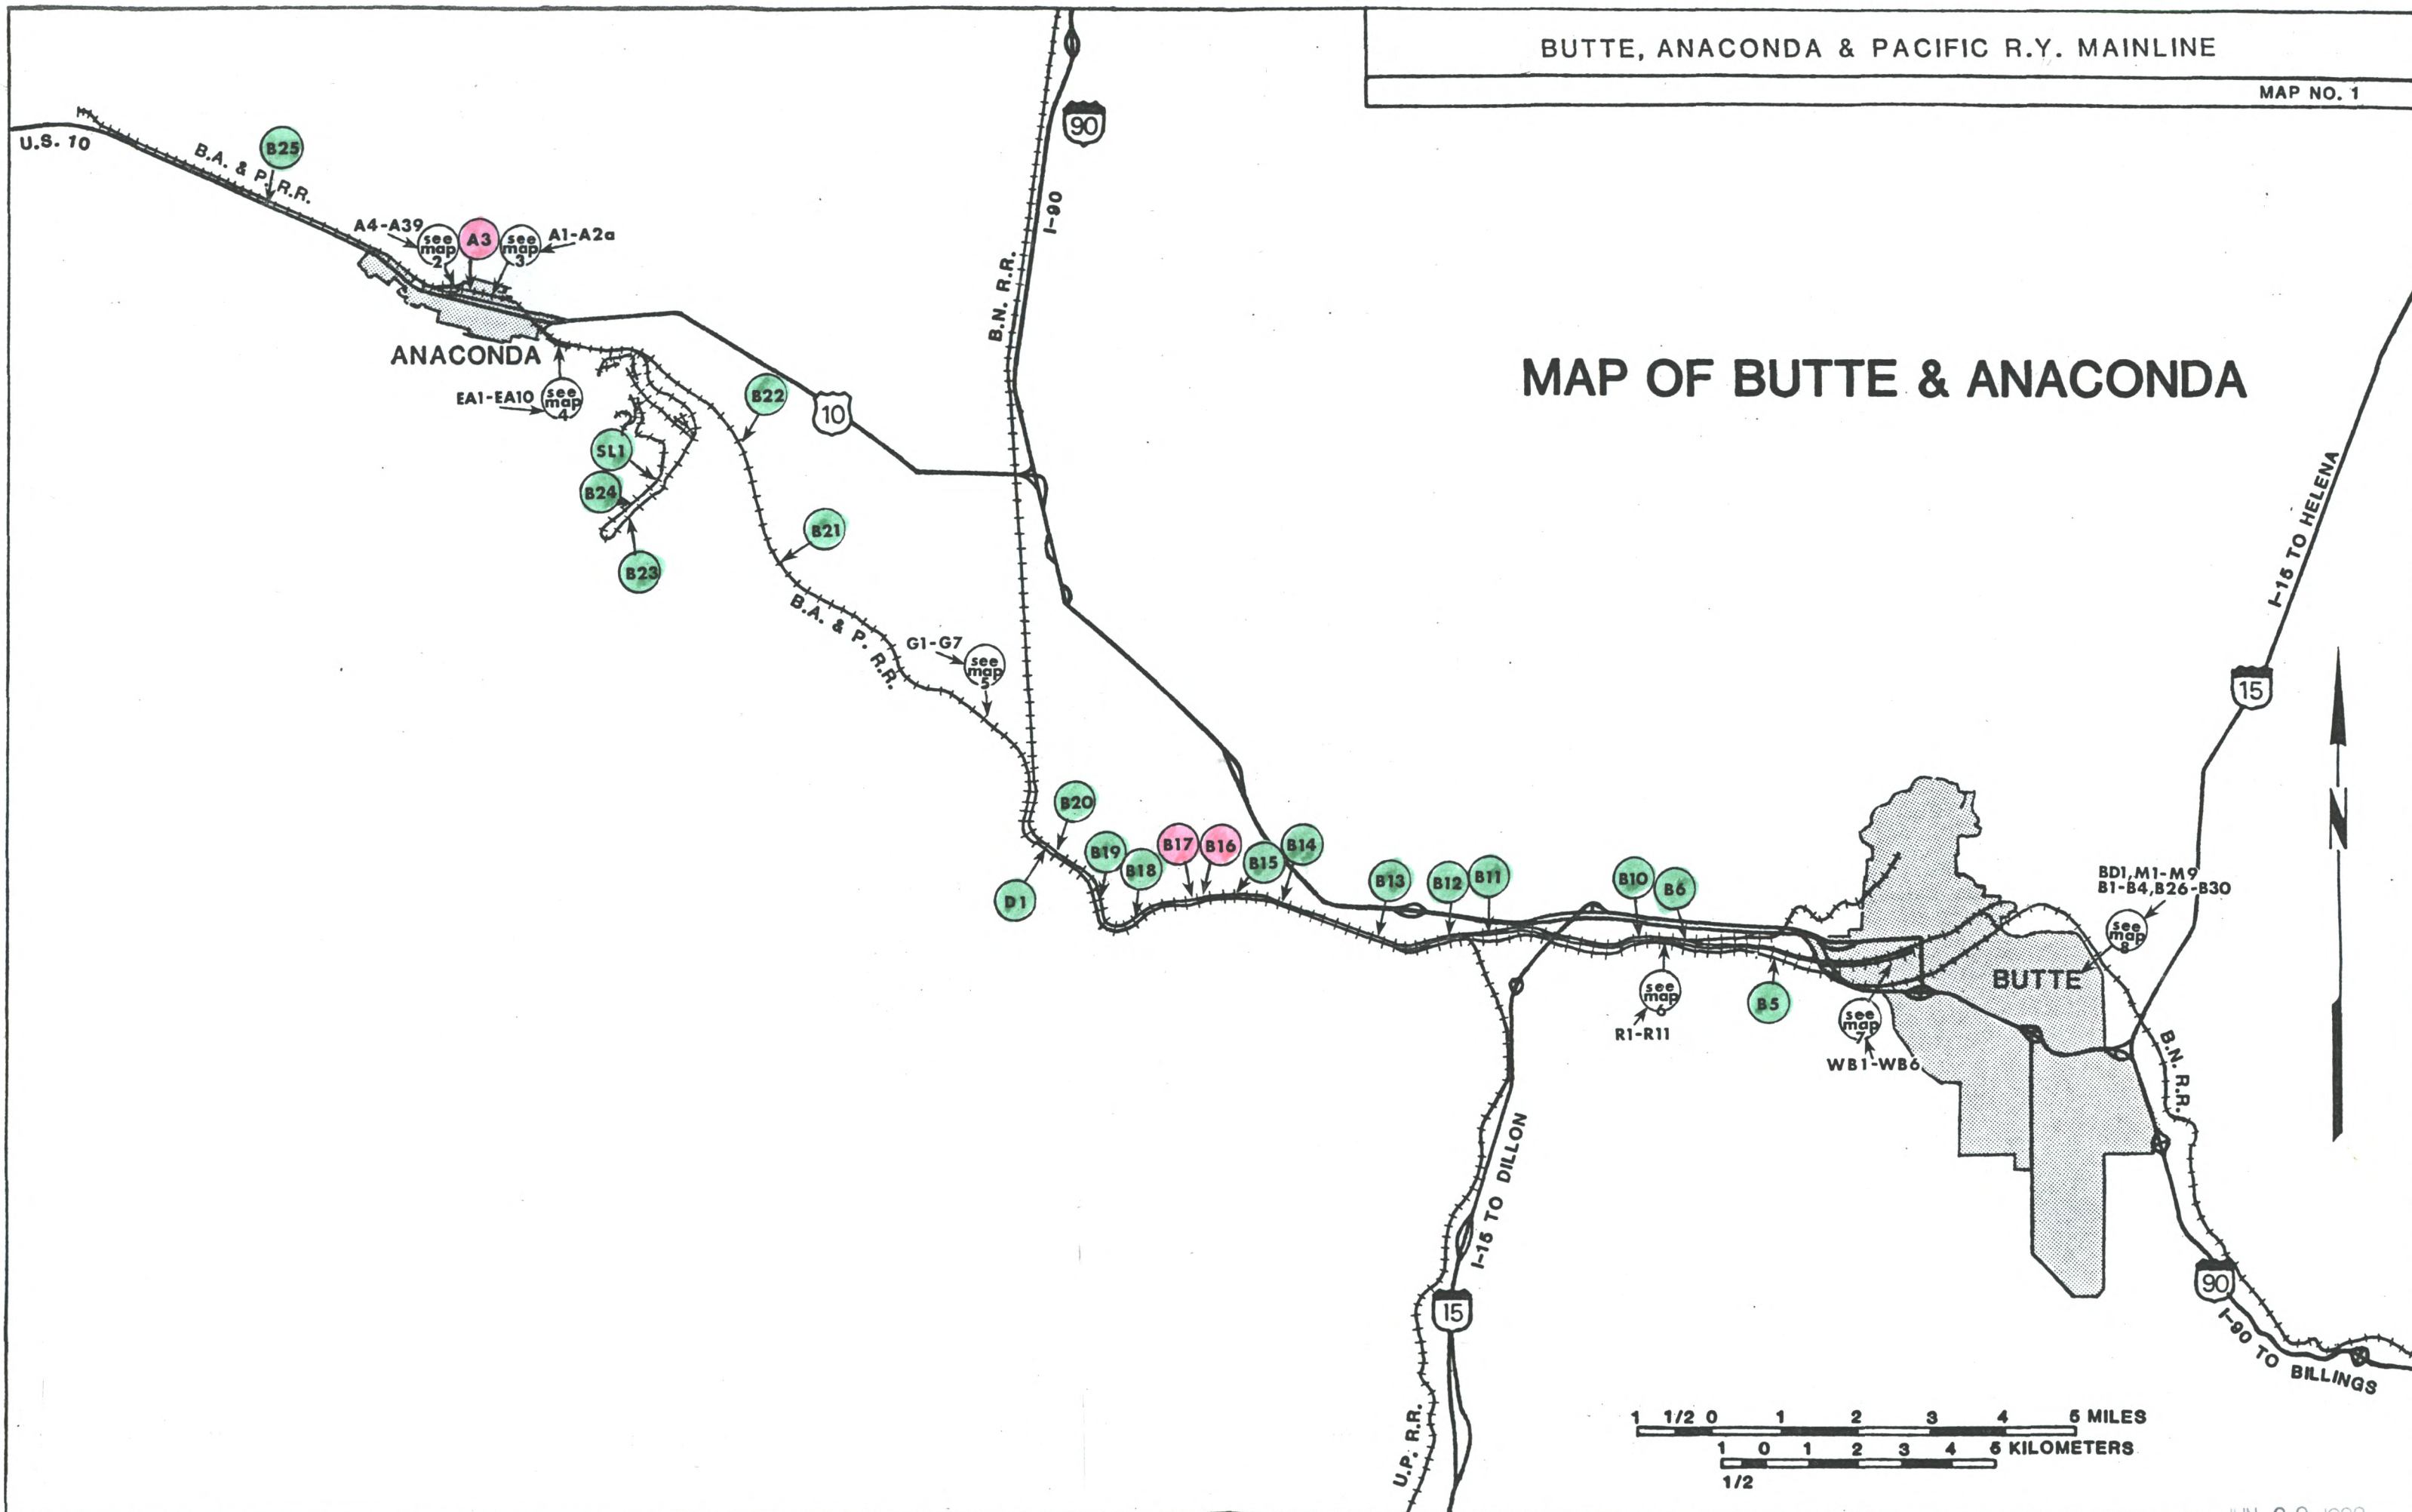 BUTTE, ANACONDA & PACIFIC R.Y. MAINLINE
MAP NO. 1
MAP OF BUTTE & ANACONDA
U.S. 10
B.A. & P. R.R.
B25
A4-A39
see map 2
A3
see map 3
A1-A2a
ANACONDA
EA1-EA10
see map 4
SL1
B24
B23
B22
10
B21
B.A. & P. R.R.
G1-G7
see map 5
90
I-90
B.N. R.R.
B20
D1
B19
B18
B17
B16
B15
B14
B13
B12
B11
B10
B6
see map 6
R1-R11
B5
see map 7
WB1-WB6
BUTTE
BD1,M1-M9
B1-B4,B26-B30
see map 8
I-15 TO HELENA
15
N
B.N. R.R.
90
I-90 TO BILLINGS
I-15 TO DILLON
15
U.P. R.R.
1 1/2 0 1 2 3 4 5 MILES
1 0 1 2 3 4 5 KILOMETERS
1/2